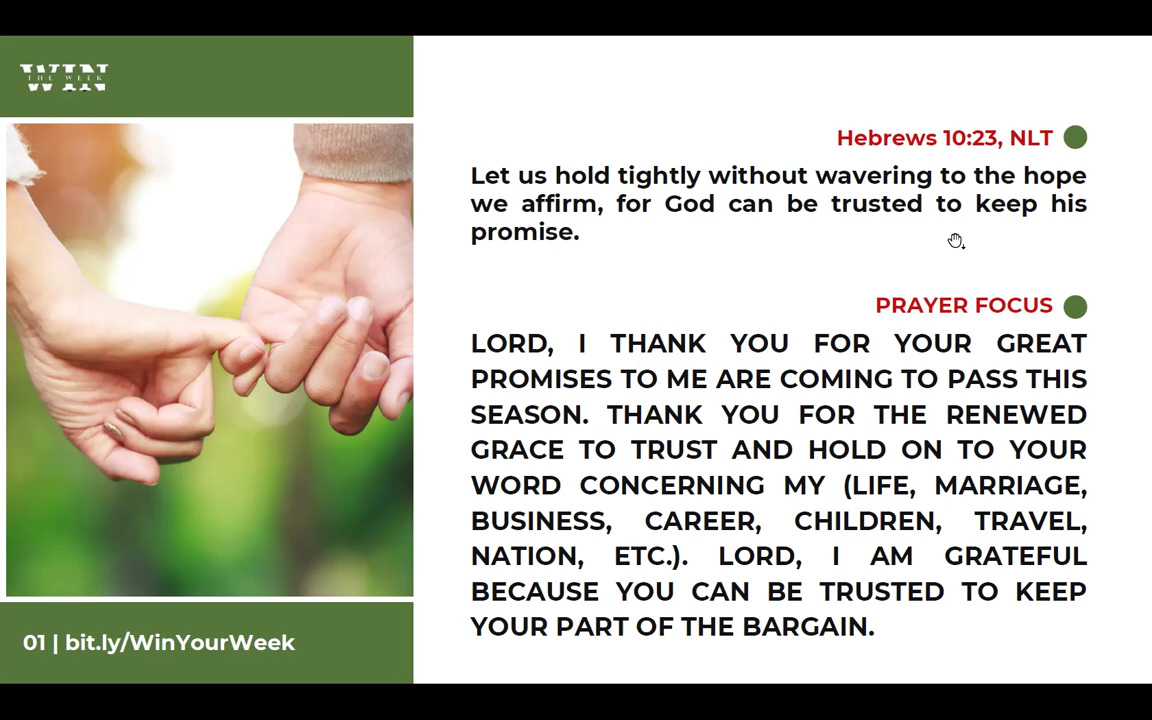 WIN
THE WEEK
Hebrews 10:23, NLT
Let us hold tightly without wavering to the hope
we affirm, for God can be trusted to keep his
promise.
PRAYER FOCUS
LORD, I THANK YOU FOR YOUR GREAT
PROMISES TO ME ARE COMING TO PASS THIS
SEASON. THANK YOU FOR THE RENEWED
GRACE TO TRUST AND HOLD ON TO YOUR
WORD CONCERNING MY (LIFE, MARRIAGE,
BUSINESS, CAREER, CHILDREN, TRAVEL,
NATION, ETC.). LORD, I AM GRATEFUL
BECAUSE YOU CAN BE TRUSTED TO KEEP
YOUR PART OF THE BARGAIN.
01 | bit.ly/WinYourWeek